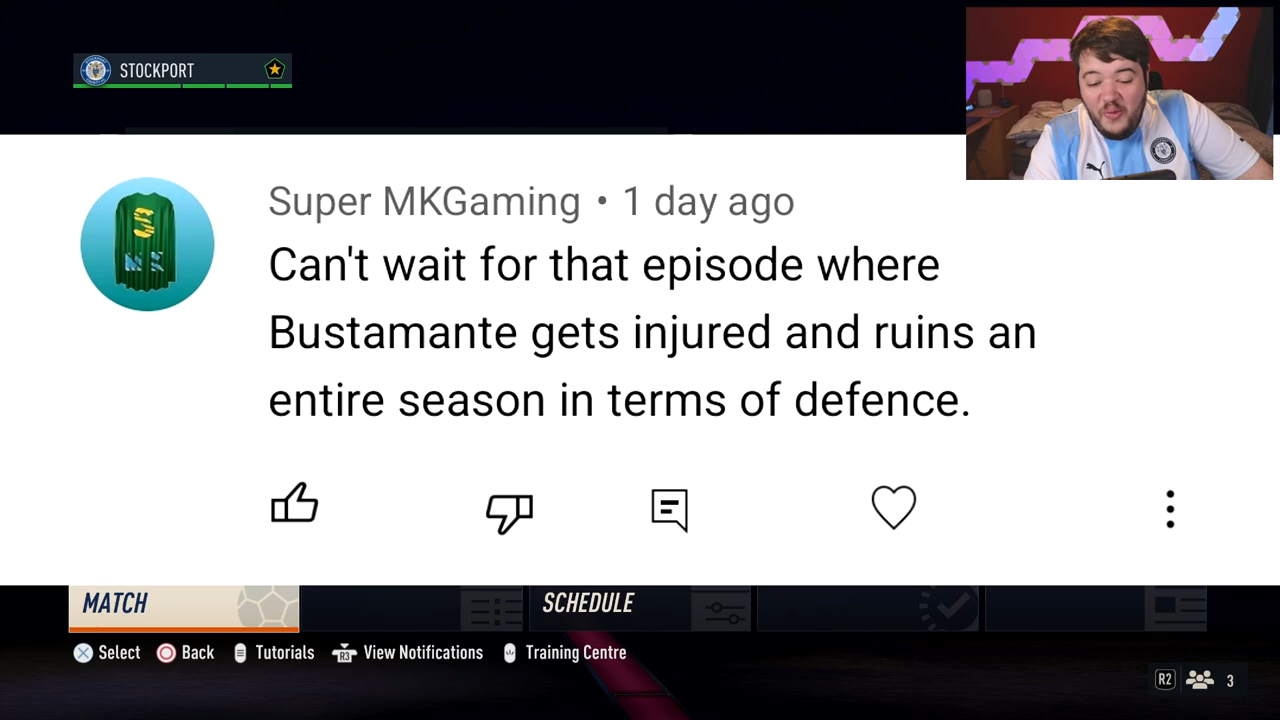 STOCKPORT
Super MKGaming • 1 day ago
Can't wait for that episode where
Bustamante gets injured and ruins an
entire season in terms of defence.
MATCH
SCHEDULE
Select Back Tutorials R3 View Notifications Training Centre
R2 3